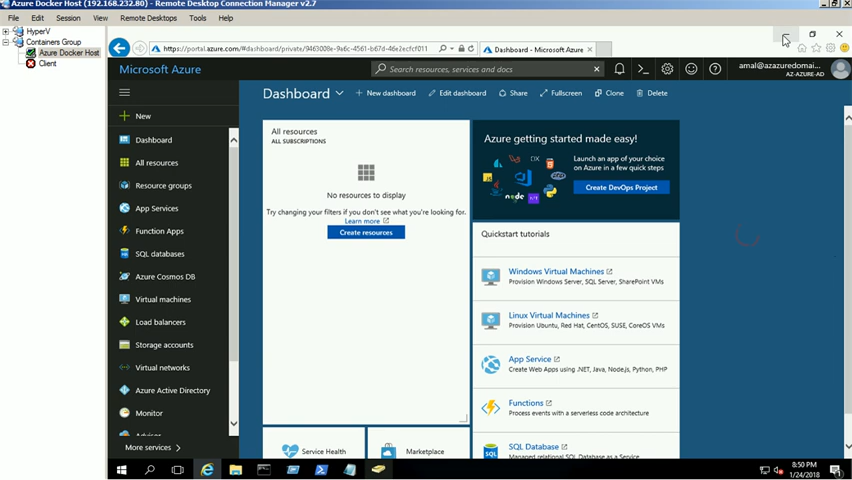 Azure Docker Host (192.168.232.80) - Remote Desktop Connection Manager v2.7
File Edit Session View Remote Desktops Tools Help
HyperV
Containers Group
Azure Docker Host
Client
https://portal.azure.com/#dashboard/private/9463008e-9a6c-4561-b67d-46e2ecfcf011
Dashboard - Microsoft Azure
Microsoft Azure
Search resources, services and docs
amal@azazuredomai...
AZ-AZURE-AD
New
Dashboard
All resources
Resource groups
App Services
Function Apps
SQL databases
Azure Cosmos DB
Virtual machines
Load balancers
Storage accounts
Virtual networks
Azure Active Directory
Monitor
Advisor
More services
Dashboard
New dashboard
Edit dashboard
Share
Fullscreen
Clone
Delete
All resources
ALL SUBSCRIPTIONS
No resources to display
Try changing your filters if you don't see what you're looking for.
Learn more
Create resources
Azure getting started made easy!
Launch an app of your choice
on Azure in a few quick steps
Create DevOps Project
DX
php
node
Quickstart tutorials
Windows Virtual Machines
Provision Windows Server, SQL Server, SharePoint VMs
Linux Virtual Machines
Provision Ubuntu, Red Hat, CentOS, SUSE, CoreOS VMs
App Service
Create Web Apps using .NET, Java, Node.js, Python, PHP
Functions
Process events with a serverless code architecture
SQL Database
Managed relational SQL Database as a Service
Service Health
Marketplace
8:50 PM
1/24/2018